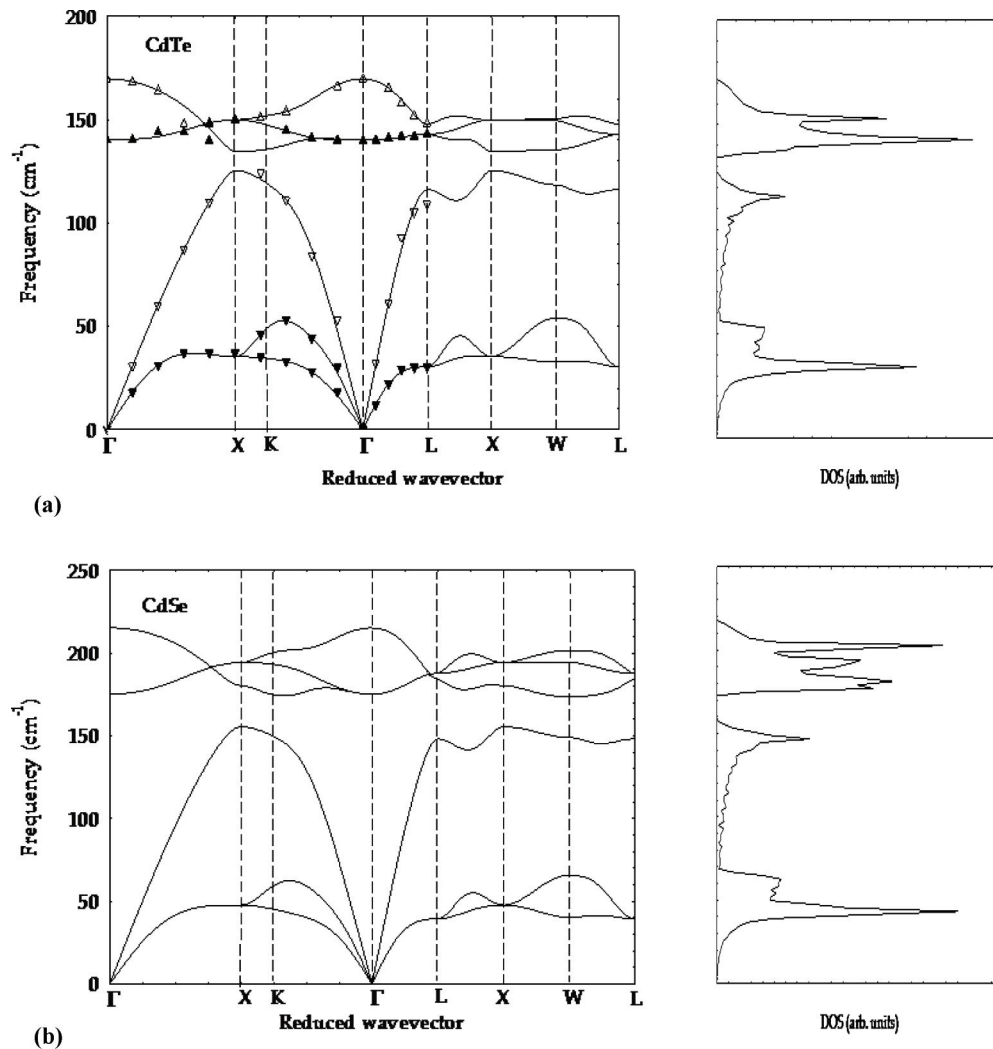 200
CdTe
150
100
50
0
Frequency (cm⁻¹)
Γ X K Γ L X W L
Reduced wavevector
DOS (arb. units)
(a)
250
CdSe
200
150
100
50
0
Frequency (cm⁻¹)
Γ X K Γ L X W L
Reduced wavevector
DOS (arb. units)
(b)